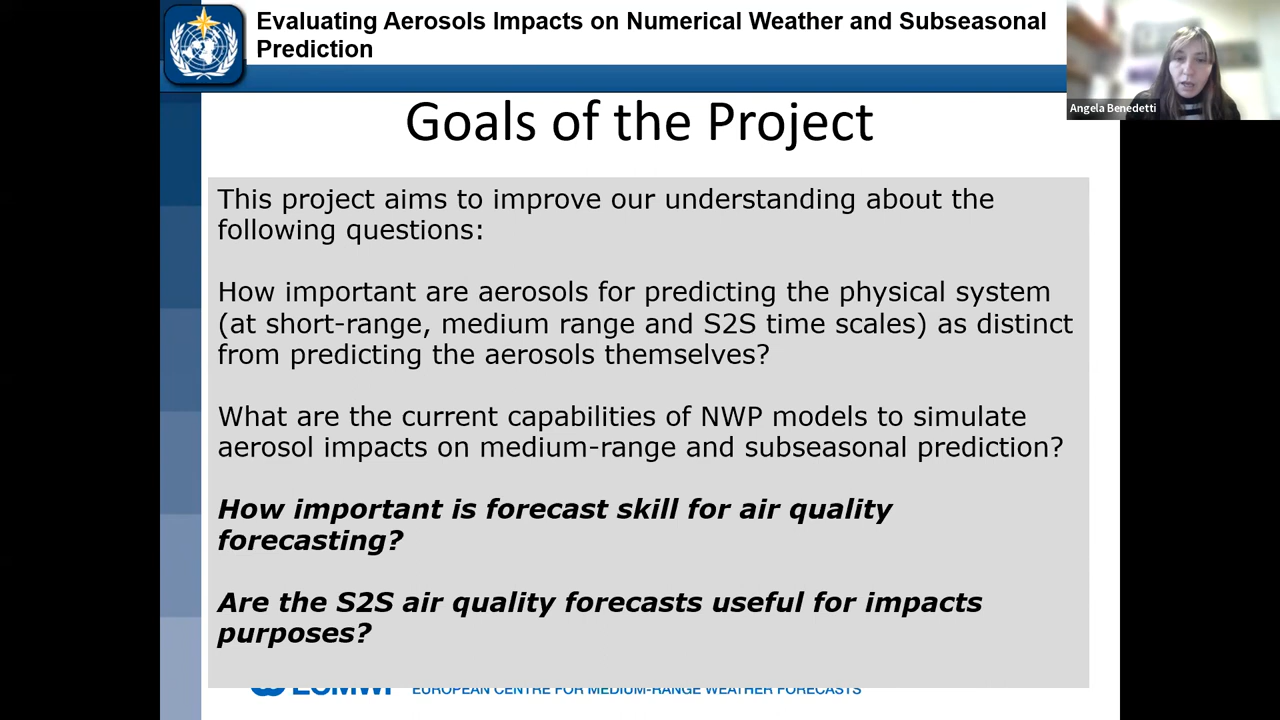 Evaluating Aerosols Impacts on Numerical Weather and Subseasonal
Prediction
Angela Benedetti
Goals of the Project
This project aims to improve our understanding about the
following questions:
How important are aerosols for predicting the physical system
(at short-range, medium range and S2S time scales) as distinct
from predicting the aerosols themselves?
What are the current capabilities of NWP models to simulate
aerosol impacts on medium-range and subseasonal prediction?
How important is forecast skill for air quality
forecasting?
Are the S2S air quality forecasts useful for impacts
purposes?
ECMWF EUROPEAN CENTRE FOR MEDIUM-RANGE WEATHER FORECASTS